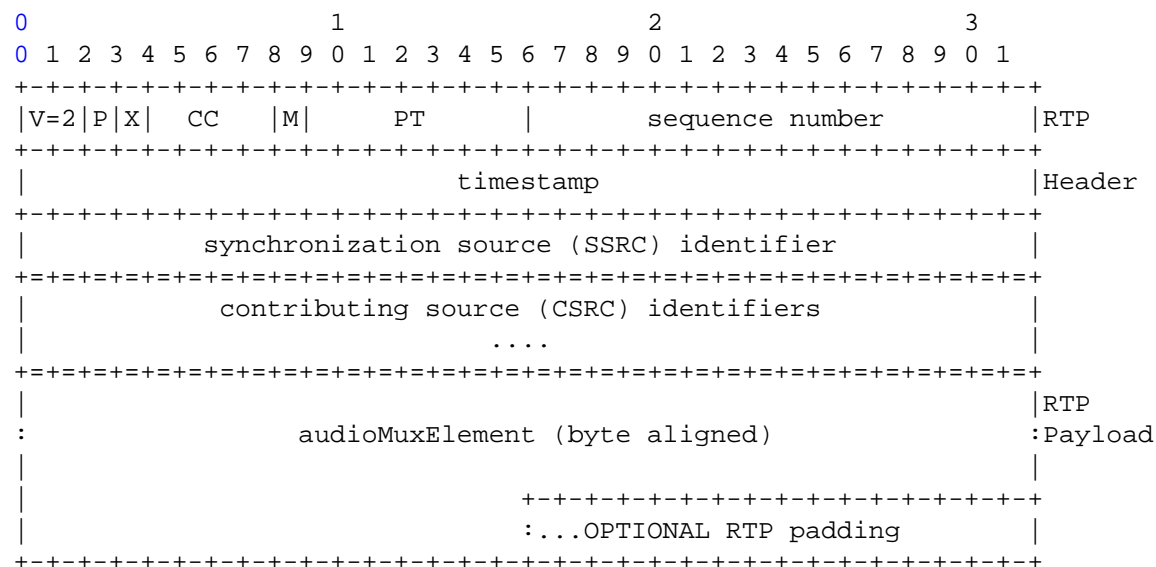 0                   1                   2                   3
0 1 2 3 4 5 6 7 8 9 0 1 2 3 4 5 6 7 8 9 0 1 2 3 4 5 6 7 8 9 0 1
+-+-+-+-+-+-+-+-+-+-+-+-+-+-+-+-+-+-+-+-+-+-+-+-+-+-+-+-+-+-+-+-+
|V=2|P|X|  CC   |M|     PT      |       sequence number         |RTP
+-+-+-+-+-+-+-+-+-+-+-+-+-+-+-+-+-+-+-+-+-+-+-+-+-+-+-+-+-+-+-+-+
|                           timestamp                           |Header
+-+-+-+-+-+-+-+-+-+-+-+-+-+-+-+-+-+-+-+-+-+-+-+-+-+-+-+-+-+-+-+-+
|           synchronization source (SSRC) identifier            |
+=+=+=+=+=+=+=+=+=+=+=+=+=+=+=+=+=+=+=+=+=+=+=+=+=+=+=+=+=+=+=+=+
|            contributing source (CSRC) identifiers             |
|                             ....                              |
+=+=+=+=+=+=+=+=+=+=+=+=+=+=+=+=+=+=+=+=+=+=+=+=+=+=+=+=+=+=+=+=+
|                                                               |RTP
:                 audioMuxElement (byte aligned)                :Payload
|                                                               |
|                               +-+-+-+-+-+-+-+-+-+-+-+-+-+-+-+-+
|                               :...OPTIONAL RTP padding        |
+-+-+-+-+-+-+-+-+-+-+-+-+-+-+-+-+-+-+-+-+-+-+-+-+-+-+-+-+-+-+-+-+